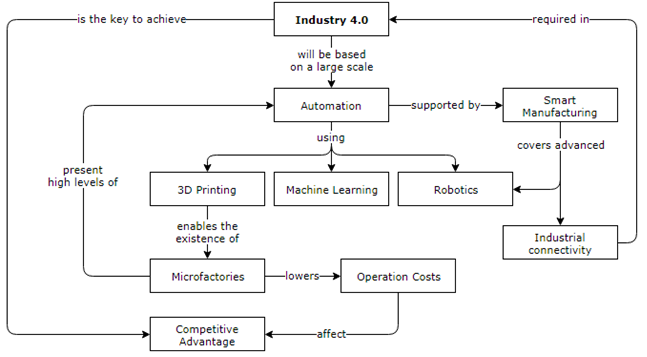 is the key to achieve
Industry 4.0
required in
will be based
on a large scale
Automation
supported by
Smart
Manufacturing
using
covers advanced
present
high levels of
3D Printing
Machine Learning
Robotics
enables the
existence of
Industrial
connectivity
Microfactories
lowers
Operation Costs
Competitive
Advantage
affect